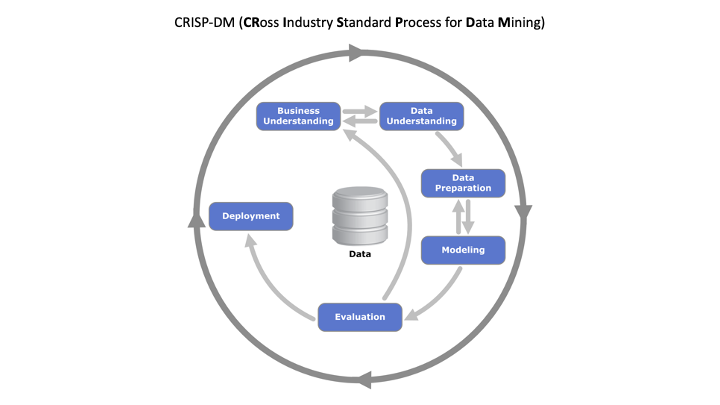 CRISP-DM (CRoss Industry Standard Process for Data Mining)
Business
Understanding
Data
Understanding
Data
Preparation
Deployment
Data
Modeling
Evaluation